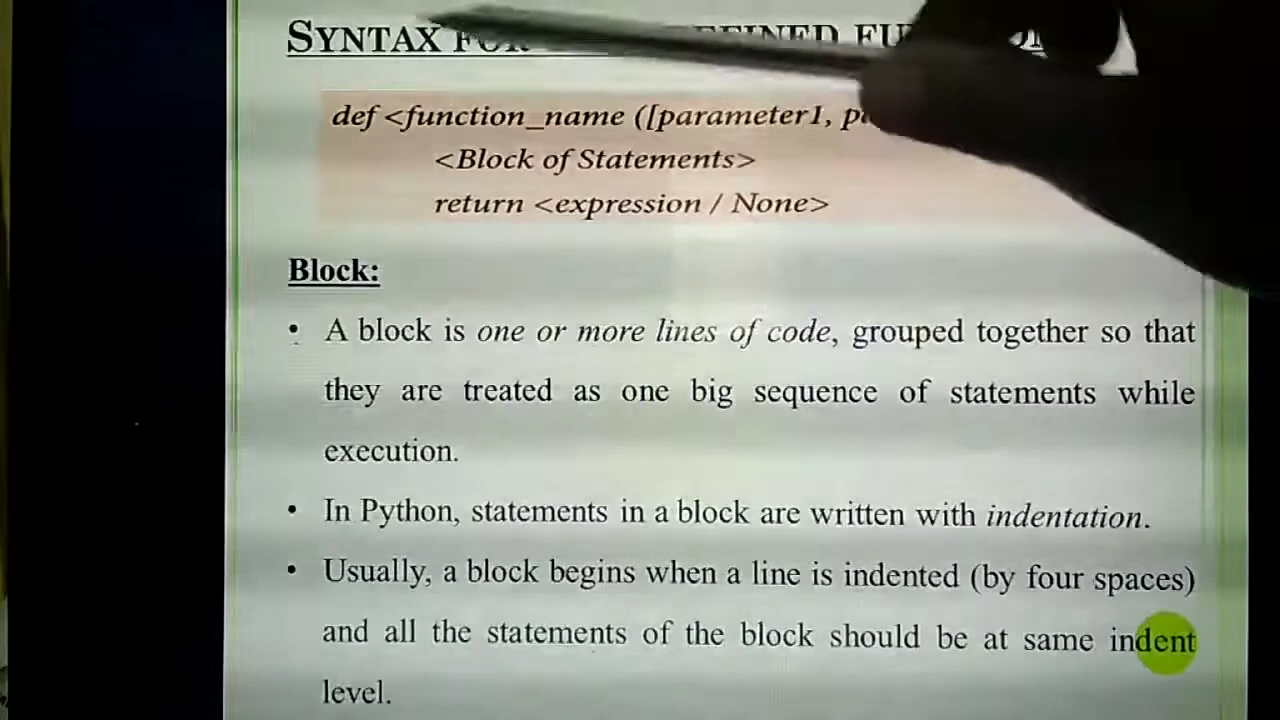 SYNTAX FOR
def <function_name ([parameter1,
<Block of Statements>
return <expression / None>
Block:
• A block is one or more lines of code, grouped together so that
they are treated as one big sequence of statements while
execution.
• In Python, statements in a block are written with indentation.
• Usually, a block begins when a line is indented (by four spaces)
and all the statements of the block should be at same indent
level.